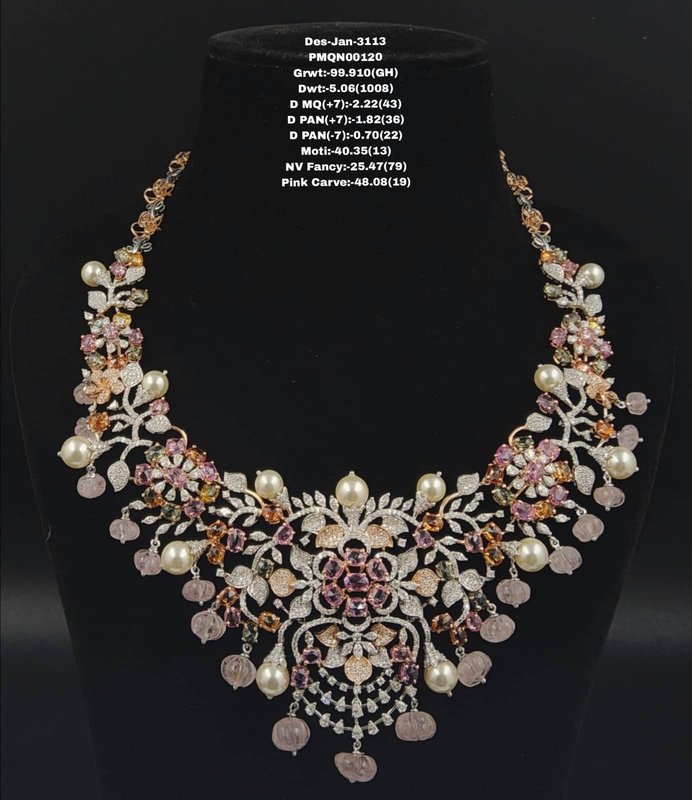 Des-Jan-3113
PMQN00120
Grwt:-99.910(GH)
Dwt:-5.06(1008)
D MQ(+7):-2.22(43)
D PAN(+7):-1.82(36)
D PAN(-7):-0.70(22)
Moti:-40.35(13)
NV Fancy:-25.47(79)
Pink Carve:-48.08(19)